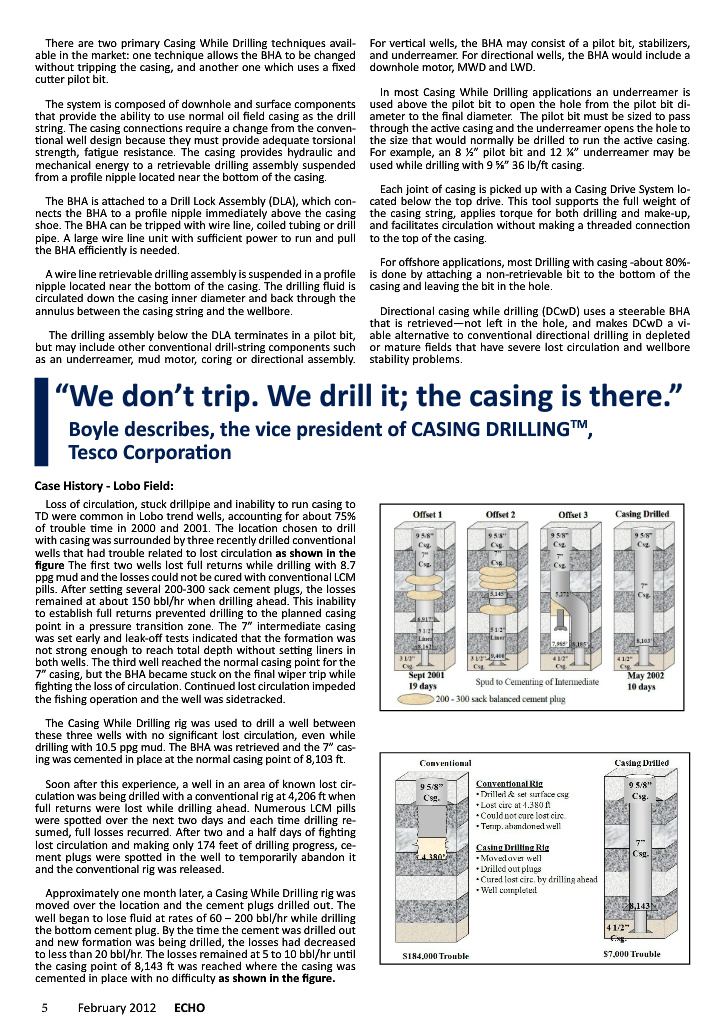 There are two primary Casing While Drilling techniques avail-
able in the market: one technique allows the BHA to be changed
without tripping the casing, and another one which uses a fixed
cutter pilot bit.
The system is composed of downhole and surface components
that provide the ability to use normal oil field casing as the drill
string. The casing connections require a change from the conven-
tional well design because they must provide adequate torsional
strength, fatigue resistance. The casing provides hydraulic and
mechanical energy to a retrievable drilling assembly suspended
from a profile nipple located near the bottom of the casing.
The BHA is attached to a Drill Lock Assembly (DLA), which con-
nects the BHA to a profile nipple immediately above the casing
shoe. The BHA can be tripped with wire line, coiled tubing or drill
pipe. A large wire line unit with sufficient power to run and pull
the BHA efficiently is needed.
A wire line retrievable drilling assembly is suspended in a profile
nipple located near the bottom of the casing. The drilling fluid is
circulated down the casing inner diameter and back through the
annulus between the casing string and the wellbore.
The drilling assembly below the DLA terminates in a pilot bit,
but may include other conventional drill-string components such
as an underreamer, mud motor, coring or directional assembly.
For vertical wells, the BHA may consist of a pilot bit, stabilizers,
and underreamer. For directional wells, the BHA would include a
downhole motor, MWD and LWD.
In most Casing While Drilling applications an underreamer is
used above the pilot bit to open the hole from the pilot bit di-
ameter to the final diameter. The pilot bit must be sized to pass
through the active casing and the underreamer opens the hole to
the size that would normally be drilled to run the active casing.
For example, an 8 ½” pilot bit and 12 ¼” underreamer may be
used while drilling with 9 ⅝” 36 lb/ft casing.
Each joint of casing is picked up with a Casing Drive System lo-
cated below the top drive. This tool supports the full weight of
the casing string, applies torque for both drilling and make-up,
and facilitates circulation without making a threaded connection
to the top of the casing.
For offshore applications, most Drilling with casing -about 80%-
is done by attaching a non-retrievable bit to the bottom of the
casing and leaving the bit in the hole.
Directional casing while drilling (DCwD) uses a steerable BHA
that is retrieved—not left in the hole, and makes DCwD a vi-
able alternative to conventional directional drilling in depleted
or mature fields that have severe lost circulation and wellbore
stability problems.
“We don’t trip. We drill it; the casing is there.”
Boyle describes, the vice president of CASING DRILLING™,
Tesco Corporation
Case History - Lobo Field:
Loss of circulation, stuck drillpipe and inability to run casing to
TD were common in Lobo trend wells, accounting for about 75%
of trouble time in 2000 and 2001. The location chosen to drill
with casing was surrounded by three recently drilled conventional
wells that had trouble related to lost circulation as shown in the
figure The first two wells lost full returns while drilling with 8.7
ppg mud and the losses could not be cured with conventional LCM
pills. After setting several 200-300 sack cement plugs, the losses
remained at about 150 bbl/hr when drilling ahead. This inability
to establish full returns prevented drilling to the planned casing
point in a pressure transition zone. The 7” intermediate casing
was set early and leak-off tests indicated that the formation was
not strong enough to reach total depth without setting liners in
both wells. The third well reached the normal casing point for the
7” casing, but the BHA became stuck on the final wiper trip while
fighting the loss of circulation. Continued lost circulation impeded
the fishing operation and the well was sidetracked.
The Casing While Drilling rig was used to drill a well between
these three wells with no significant lost circulation, even while
drilling with 10.5 ppg mud. The BHA was retrieved and the 7” cas-
ing was cemented in place at the normal casing point of 8,103 ft.
Soon after this experience, a well in an area of known lost cir-
culation was being drilled with a conventional rig at 4,206 ft when
full returns were lost while drilling ahead. Numerous LCM pills
were spotted over the next two days and each time drilling re-
sumed, full losses recurred. After two and a half days of fighting
lost circulation and making only 174 feet of drilling progress, ce-
ment plugs were spotted in the well to temporarily abandon it
and the conventional rig was released.
Approximately one month later, a Casing While Drilling rig was
moved over the location and the cement plugs drilled out. The
well began to lose fluid at rates of 60 – 200 bbl/hr while drilling
the bottom cement plug. By the time the cement was drilled out
and new formation was being drilled, the losses had decreased
to less than 20 bbl/hr. The losses remained at 5 to 10 bbl/hr until
the casing point of 8,143 ft was reached where the casing was
cemented in place with no difficulty as shown in the figure.
Offset 1 Offset 2 Offset 3 Casing Drilled
9 5/8” 9 5/8” 9 5/8” 9 5/8”
Csg. Csg. Csg. Csg.
7” 7” 7” 7”
Csg. Csg. Csg. Csg.
5,145' 5,272'
6,917'
5 1/2” 5 1/2”
Liner Liner
7,965' 8,103'
3 1/2” 3 1/2” 4 1/2” 4 1/2”
Csg. Csg. Csg. Csg.
Sept 2001 May 2002
19 days 10 days
Spud to Cementing of Intermediate
200 - 300 sack balanced cement plug
Conventional Casing Drilled
9 5/8”
Csg.
4,380'
$184,000 Trouble
Conventional Rig
• Drilled & set surface csg
• Lost circ at 4.380 ft
• Could not cure lost circ.
• Temp. abandoned well
Casing Drilling Rig
• Moved over well
• Drilled out plugs
• Cured lost circ. by drilling ahead
• Well completed
9 5/8”
Csg.
7”
Csg.
8,143'
4 1/2”
Csg.
$7,000 Trouble
5 February 2012 ECHO